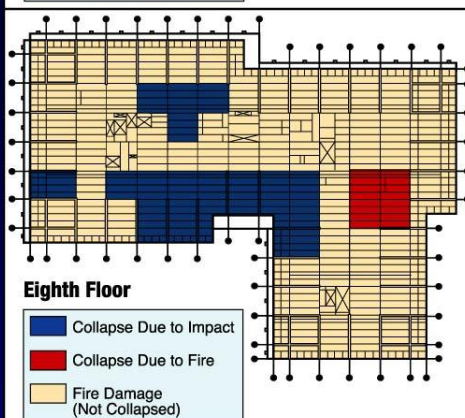 Eighth Floor
Collapse Due to Impact
Collapse Due to Fire
Fire Damage
(Not Collapsed)